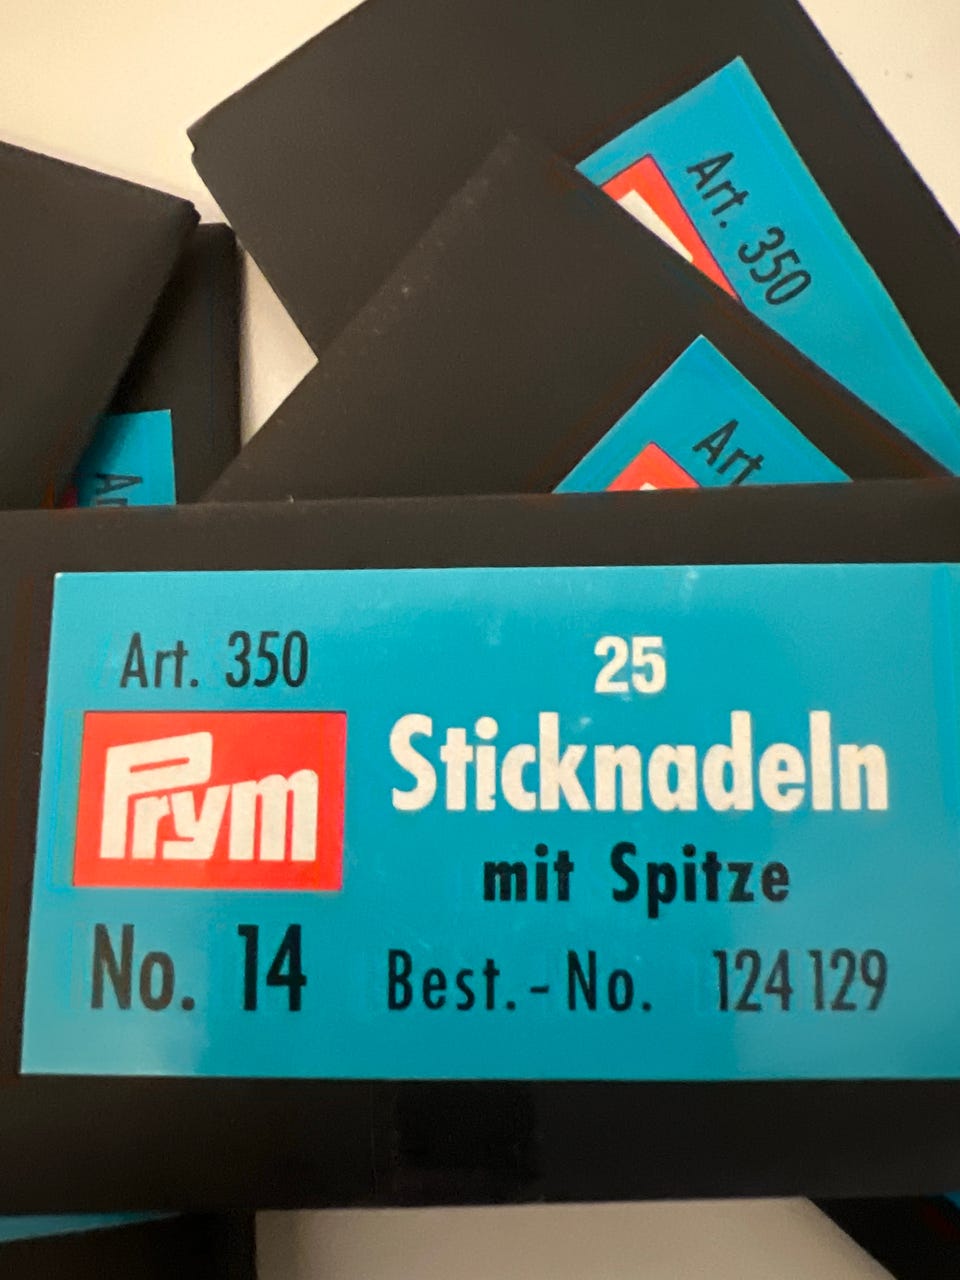 Art. 350
Art.
Art. 350
25
Prym
Sticknadeln
mit Spitze
No. 14
Best.-No. 124 129